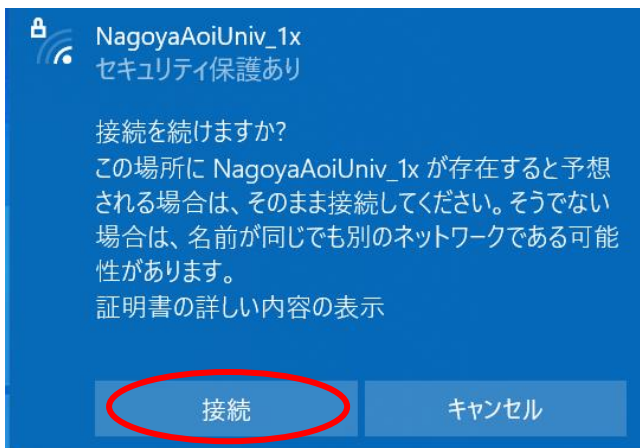 NagoyaAoiUniv_1x
セキュリティ保護あり
接続を続けますか?
この場所に NagoyaAoiUniv_1x が存在すると予想
される場合は、そのまま接続してください。そうでない
場合は、名前が同じでも別のネットワークである可能
性があります。
証明書の詳しい内容の表示
接続
キャンセル